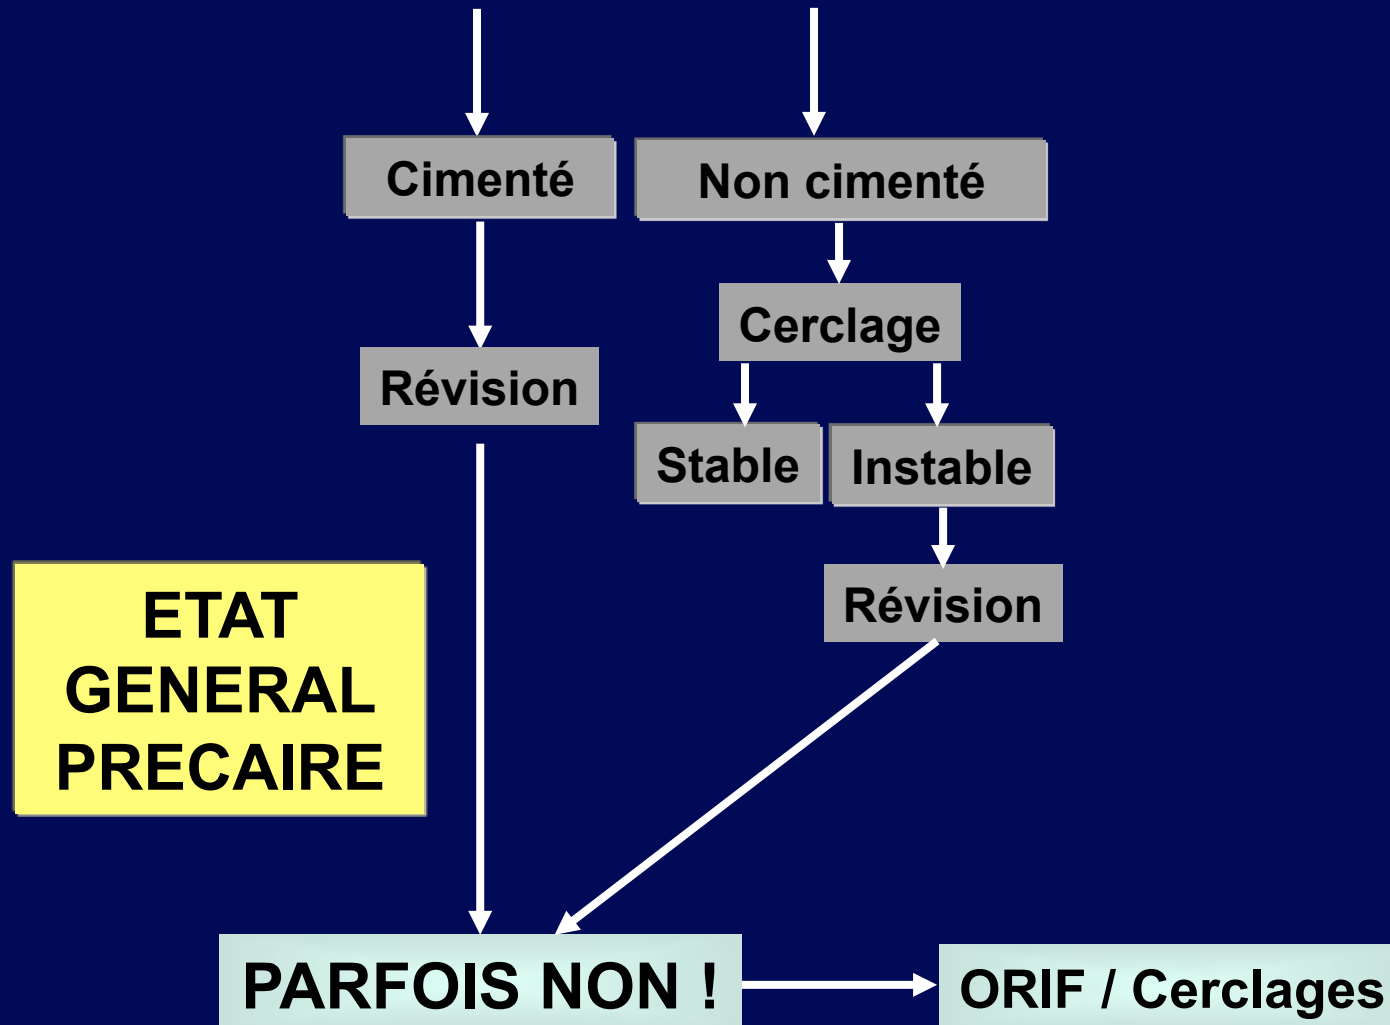 Cimenté
Non cimenté
Cerclage
Révision
Stable
Instable
Révision
ETAT
GENERAL
PRECAIRE
PARFOIS NON !
ORIF / Cerclages